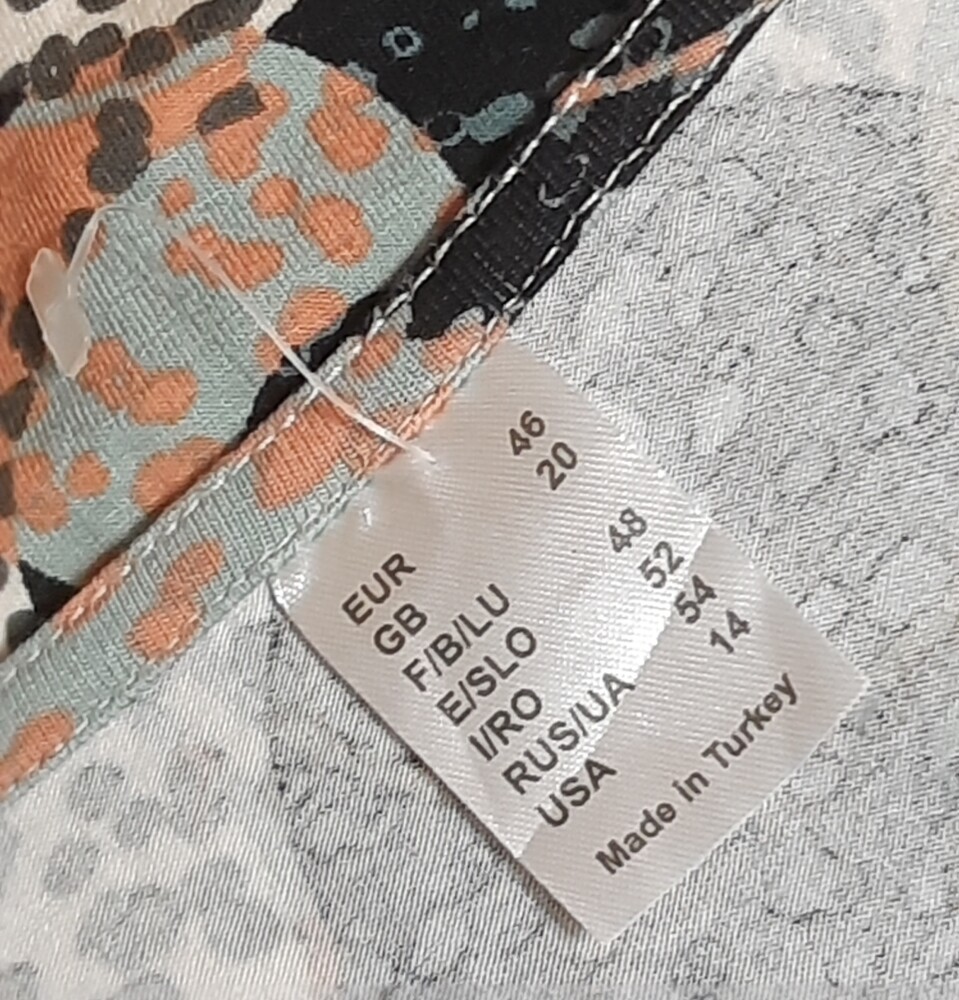 EUR 46
GB 20
F/B/LU
E/SLO 48
I/RO 52
RUS/UA 54
USA 14
Made in Turkey